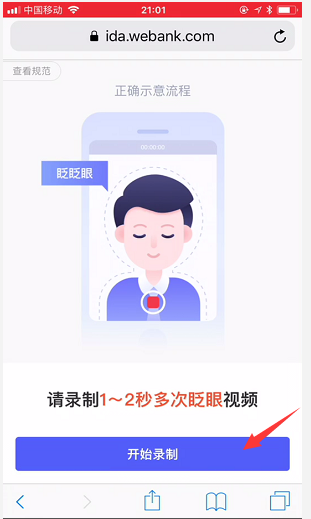 中国移动
21:01
ida.webank.com
查看规范
正确示意流程
00:00:00
眨眨眼
请录制1～2秒多次眨眼视频
开始录制